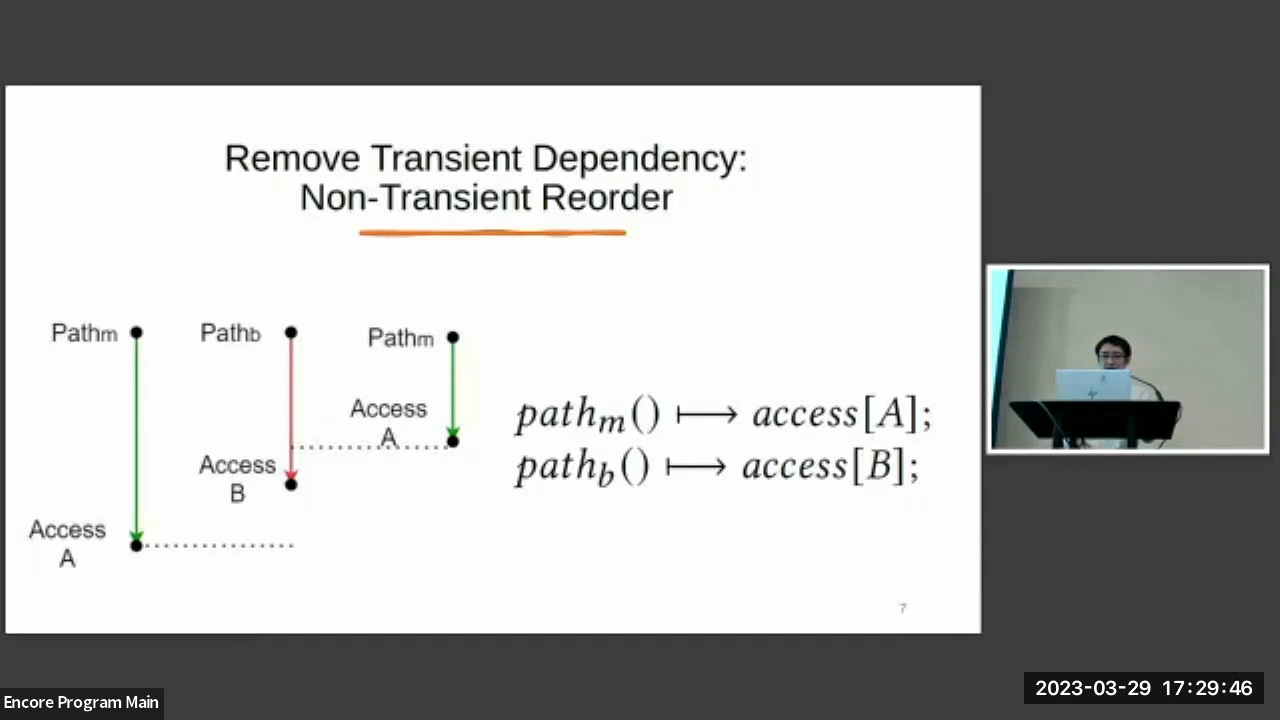 Remove Transient Dependency:
Non-Transient Reorder
Pathm
Pathb
Pathm
Access
A
Access
B
Access
A
path_m() ⟼ access[A];
path_b() ⟼ access[B];
7
Encore Program Main
2023-03-29 17:29:46